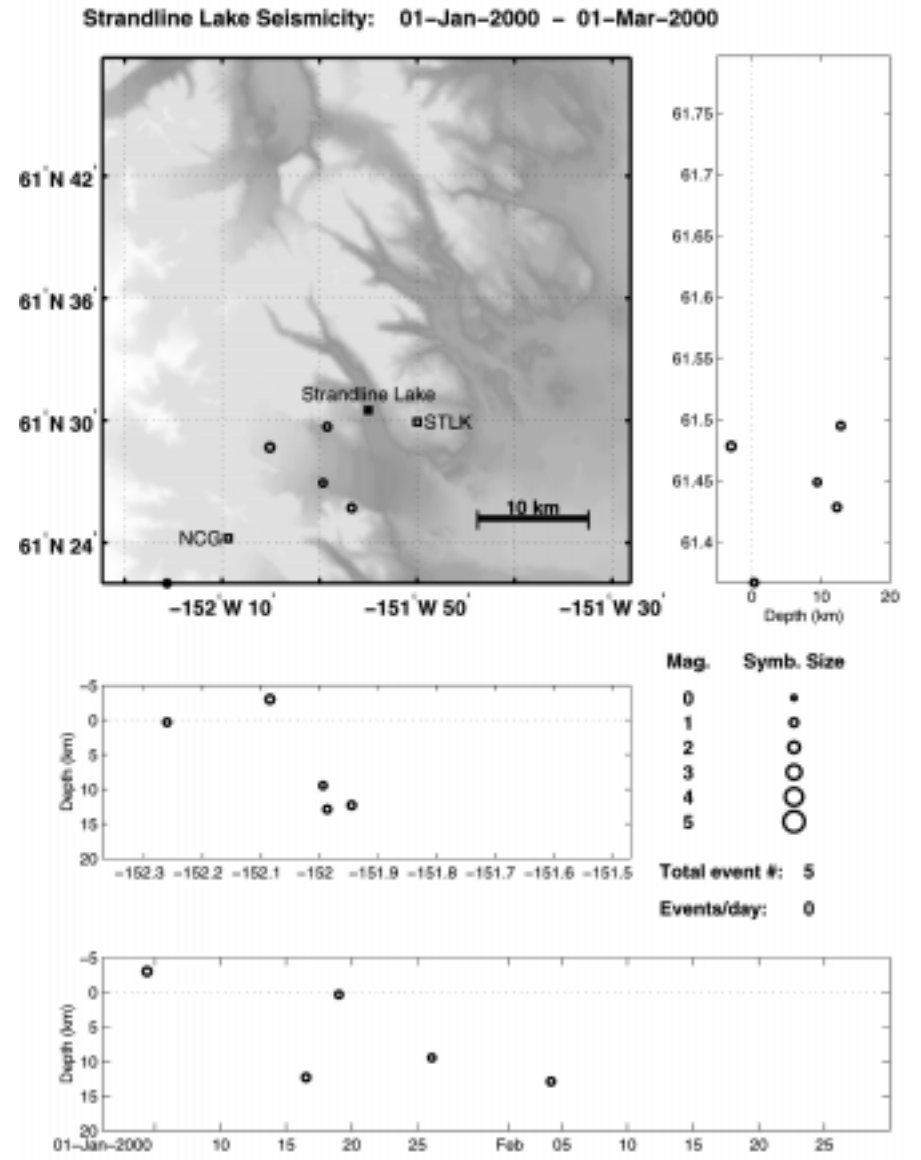 Strandline Lake Seismicity: 01-Jan-2000 - 01-Mar-2000
61°N 42'
61°N 36'
61°N 30'
61°N 24'
Strandline Lake
STLK
NCG
10 km
-152°W 10'
-151°W 50'
-151°W 30'
61.75
61.7
61.65
61.6
61.55
61.5
61.45
61.4
0 10 20
Depth (km)
Mag. Symb. Size
0
1
2
3
4
5
Total event #: 5
Events/day: 0
-5
0
5
10
15
20
Depth (km)
-152.3 -152.2 -152.1 -152 -151.9 -151.8 -151.7 -151.6 -151.5
-5
0
5
10
15
20
Depth (km)
01-Jan-2000 10 15 20 25 Feb 05 10 15 20 25